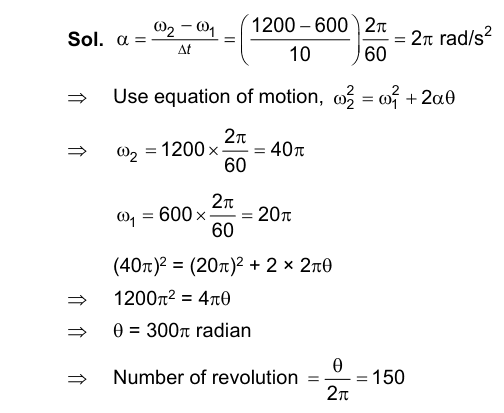 Sol. α = (ω₂ − ω₁)/Δt = ((1200 − 600)/10) 2π/60 = 2π rad/s²
⇒ Use equation of motion, ω₂² = ω₁² + 2αθ
⇒ ω₂ = 1200 × 2π/60 = 40π
ω₁ = 600 × 2π/60 = 20π
(40π)² = (20π)² + 2 × 2πθ
⇒ 1200π² = 4πθ
⇒ θ = 300π radian
⇒ Number of revolution = θ/2π = 150